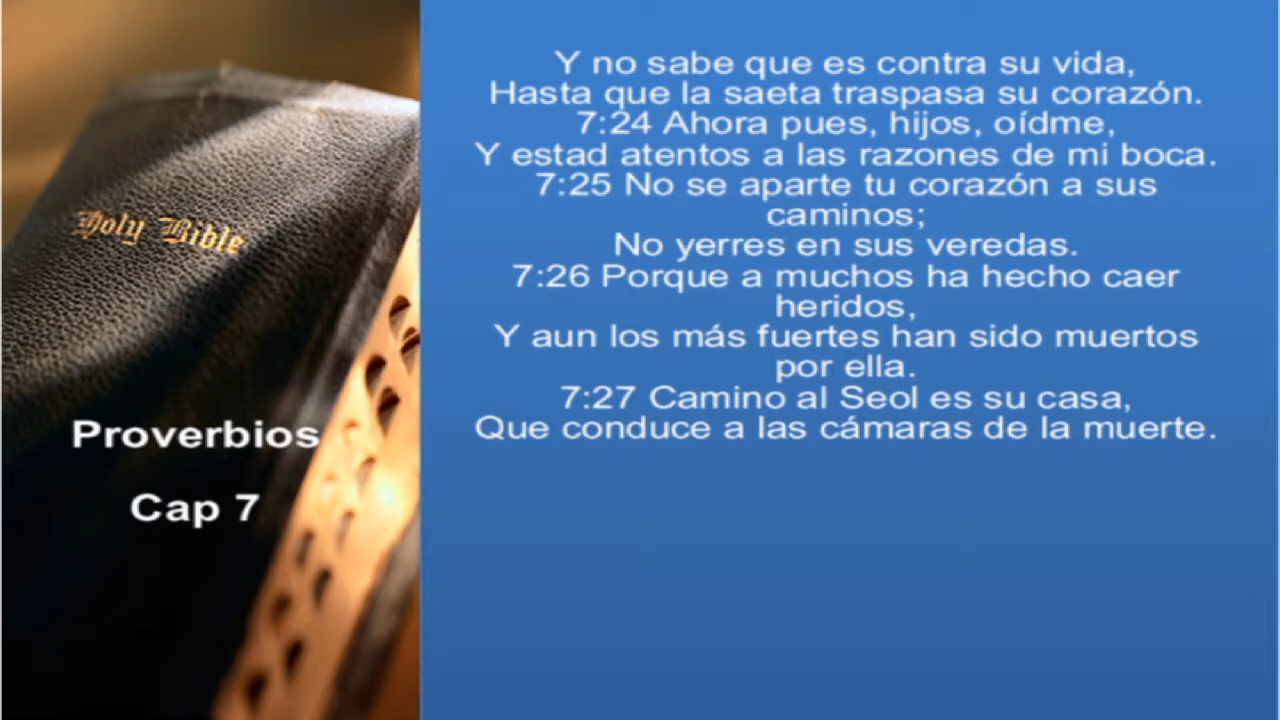 Holy Bible
Proverbios
Cap 7
Y no sabe que es contra su vida,
Hasta que la saeta traspasa su corazón.
7:24 Ahora pues, hijos, oídme,
Y estad atentos a las razones de mi boca.
7:25 No se aparte tu corazón a sus
caminos;
No yerres en sus veredas.
7:26 Porque a muchos ha hecho caer
heridos,
Y aun los más fuertes han sido muertos
por ella.
7:27 Camino al Seol es su casa,
Que conduce a las cámaras de la muerte.